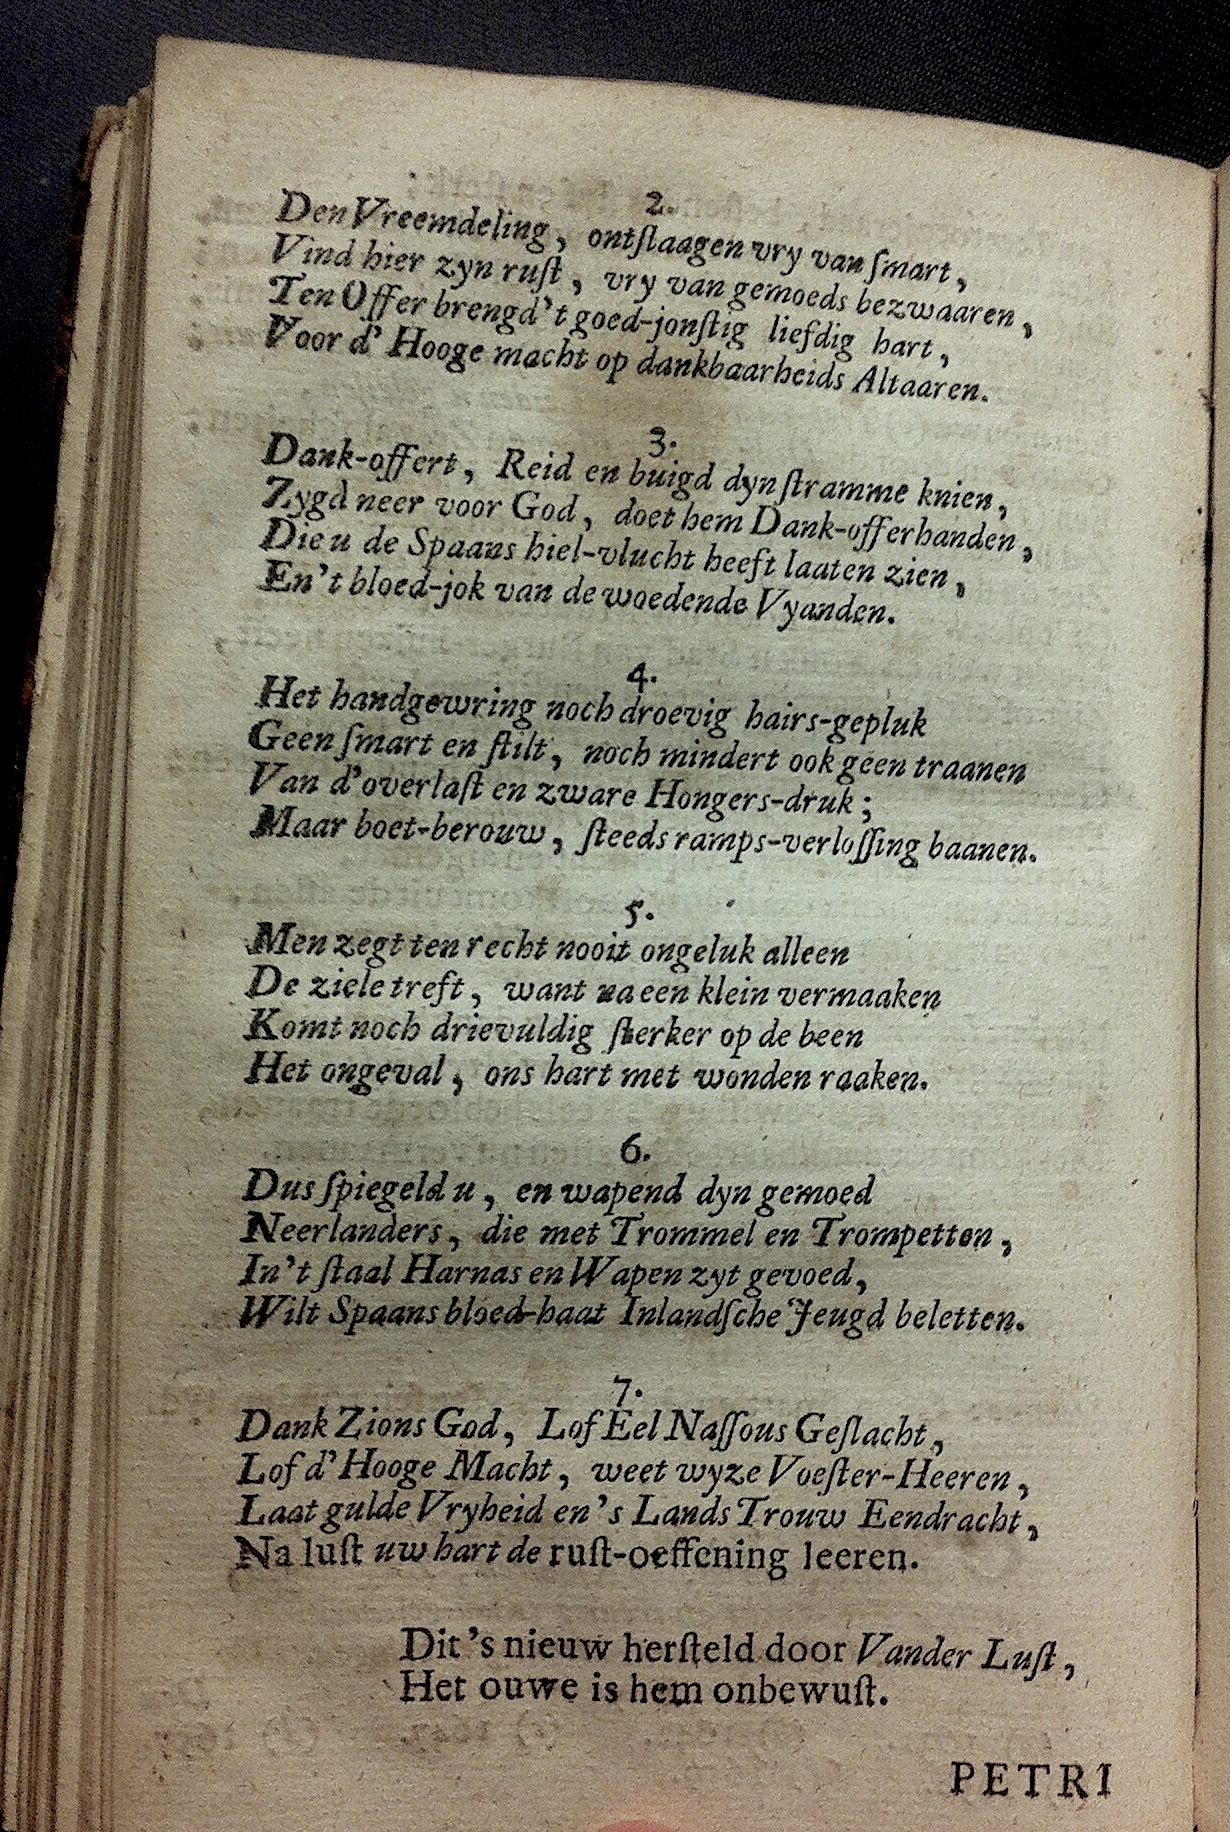 2.
Den Vreemdeling, ontſlaagen vry van ſmart,
Vind hier zyn ruſt, vry van gemoeds bezwaaren,
Ten Offer brengd't goed-jonſtig liefdig hart,
Voor d' Hooge macht op dankbaarheids Altaaren.
3.
Dank-offert, Reid en buigd dyn ſtramme knien,
Zygd neer voor God, doet hem Dank-offerhanden,
Die u de Spaans hiel-vlucht heeft laaten zien,
En't bloed-jok van de woedende Vyanden.
4.
Het handgewring noch droevig hairs-gepluk
Geen ſmart en ſtilt, noch mindert ook geen traanen
Van d'overlaſt en zware Hongers-druk;
Maar boet-berouw, ſteeds ramps-verloſſing baanen.
5.
Men zegt ten recht nooit ongeluk alleen
De ziele treft, want na een klein vermaaken
Komt noch drievuldig ſterker op de been
Het ongeval, ons hart met wonden raaken.
6.
Dus ſpiegeld u, en wapend dyn gemoed
Neerlanders, die met Trommel en Trompetten,
In't ſtaal Harnas en Wapen zyt gevoed,
Wilt Spaans bloed-haat Inlandſche Jeugd beletten.
7.
Dank Zions God, Lof Eel Naſſous Geſlacht,
Lof d'Hooge Macht, weet wyze Voeſter-Heeren,
Laat gulde Vryheid en's Lands Trouw Eendracht,
Na luſt uw hart de ruſt-oeffening leeren.
Dit's nieuw herſteld door Vander Luſt,
Het ouwe is hem onbewuſt.
PETRI